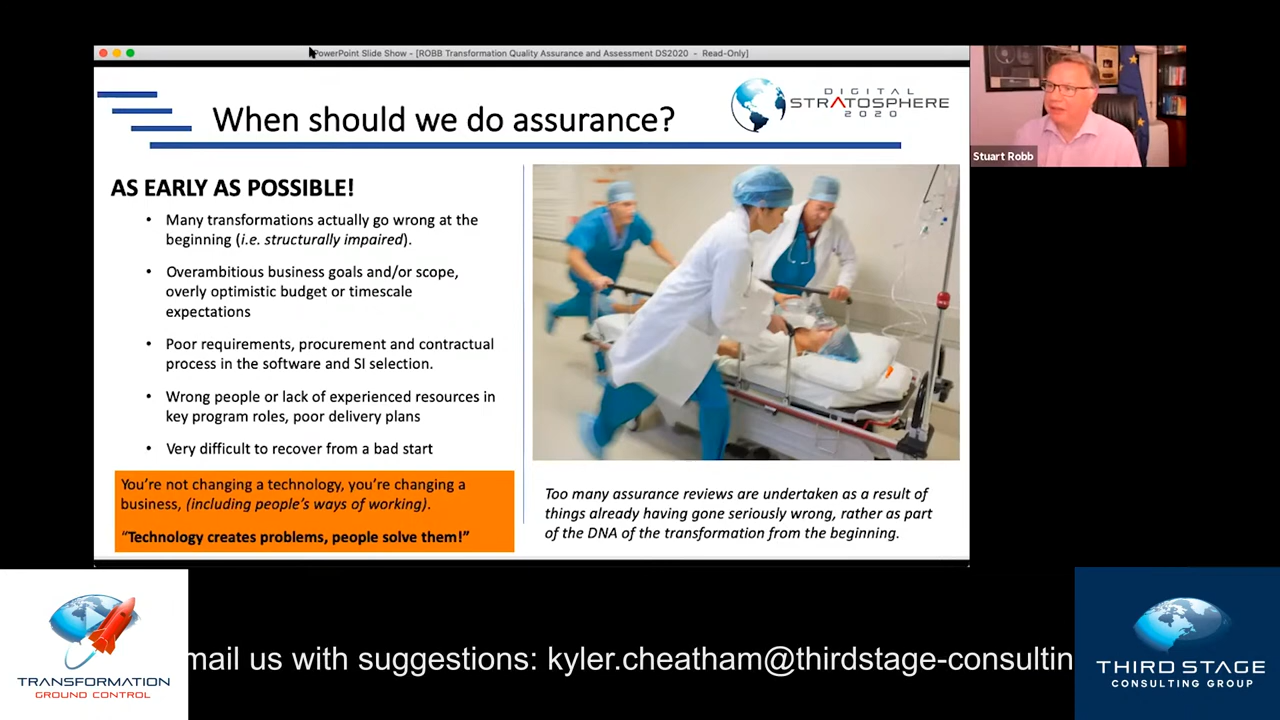 PowerPoint Slide Show - [ROBB Transformation Quality Assurance and Assessment DS2020 - Read-Only]
When should we do assurance?
DIGITAL
STRATOSPHERE
2020
Stuart Robb
AS EARLY AS POSSIBLE!
• Many transformations actually go wrong at the
beginning (i.e. structurally impaired).
• Overambitious business goals and/or scope,
overly optimistic budget or timescale
expectations
• Poor requirements, procurement and contractual
process in the software and SI selection.
• Wrong people or lack of experienced resources in
key program roles, poor delivery plans
• Very difficult to recover from a bad start
You're not changing a technology, you're changing a
business, (including people's ways of working).
“Technology creates problems, people solve them!”
Too many assurance reviews are undertaken as a result of
things already having gone seriously wrong, rather as part
of the DNA of the transformation from the beginning.
TRANSFORMATION
GROUND CONTROL
mail us with suggestions: kyler.cheatham@thirdstage-consultin
THIRD STAGE
CONSULTING GROUP